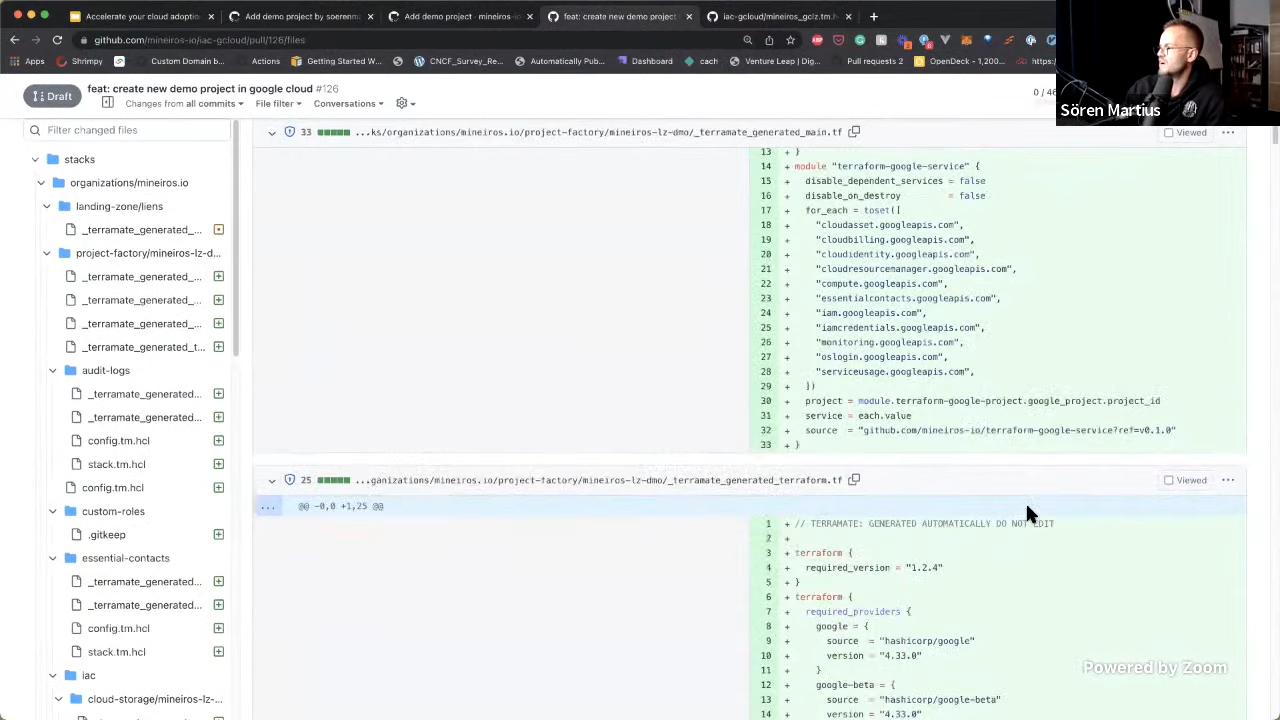 Accelerate your cloud adoptio
Add demo project by soerenma
Add demo project · mineiros-io
feat: create new demo project
iac-gcloud/mineiros_gclz.tm.h
github.com/mineiros-io/iac-gcloud/pull/126/files
Apps
Shrimpy
Custom Domain b...
Actions
Getting Started W...
CNCF_Survey_Re...
Default Dashboard
cach
Venture Leap | Dig...
Pull requests 2
OpenDeck - 1,200...
https:/
Sören Martius
Draft
feat: create new demo project in google cloud #126
Changes from all commits
File filter
Conversations
0 / 46
Filter changed files
stacks
organizations/mineiros.io
landing-zone/liens
_terramate_generated_...
project-factory/mineiros-lz-d...
_terramate_generated_...
_terramate_generated_...
_terramate_generated_...
_terramate_generated_t...
audit-logs
_terramate_generated...
_terramate_generated...
config.tm.hcl
stack.tm.hcl
config.tm.hcl
custom-roles
.gitkeep
essential-contacts
_terramate_generated...
_terramate_generated...
config.tm.hcl
stack.tm.hcl
iac
cloud-storage/mineiros-lz-...
33 ...ks/organizations/mineiros.io/project-factory/mineiros-lz-dmo/_terramate_generated_main.tf
Viewed
13 + }
14 + module "terraform-google-service" {
15 + disable_dependent_services = false
16 + disable_on_destroy = false
17 + for_each = toset([
18 + "cloudasset.googleapis.com",
19 + "cloudbilling.googleapis.com",
20 + "cloudidentity.googleapis.com",
21 + "cloudresourcemanager.googleapis.com",
22 + "compute.googleapis.com",
23 + "essentialcontacts.googleapis.com",
24 + "iam.googleapis.com",
25 + "iamcredentials.googleapis.com",
26 + "monitoring.googleapis.com",
27 + "oslogin.googleapis.com",
28 + "serviceusage.googleapis.com",
29 + ])
30 + project = module.terraform-google-project.google_project.project_id
31 + service = each.value
32 + source = "github.com/mineiros-io/terraform-google-service?ref=v0.1.0"
33 + }
25 ...ganizations/mineiros.io/project-factory/mineiros-lz-dmo/_terramate_generated_terraform.tf
Viewed
... @@ -0,0 +1,25 @@
1 + // TERRAMATE: GENERATED AUTOMATICALLY DO NOT EDIT
2 +
3 + terraform {
4 + required_version = "1.2.4"
5 + }
6 + terraform {
7 + required_providers {
8 + google = {
9 + source = "hashicorp/google"
10 + version = "4.33.0"
11 + }
12 + google-beta = {
13 + source = "hashicorp/google-beta"
14 + version = "4.33.0"
Powered by Zoom